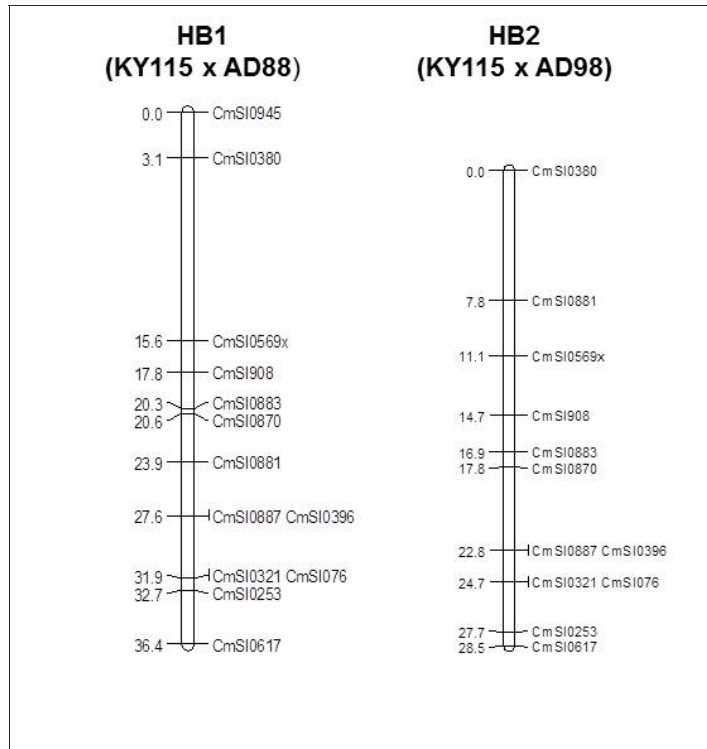 HB1
(KY115 x AD88)
0.0 CmSI0945
3.1 CmSI0380
15.6 CmSI0569x
17.8 CmSI908
20.3 CmSI0883
20.6 CmSI0870
23.9 CmSI0881
27.6 CmSI0887 CmSI0396
31.9 CmSI0321 CmSI076
32.7 CmSI0253
36.4 CmSI0617
HB2
(KY115 x AD98)
0.0 CmSI0380
7.8 CmSI0881
11.1 CmSI0569x
14.7 CmSI908
16.9 CmSI0883
17.8 CmSI0870
22.8 CmSI0887 CmSI0396
24.7 CmSI0321 CmSI076
27.7 CmSI0253
28.5 CmSI0617